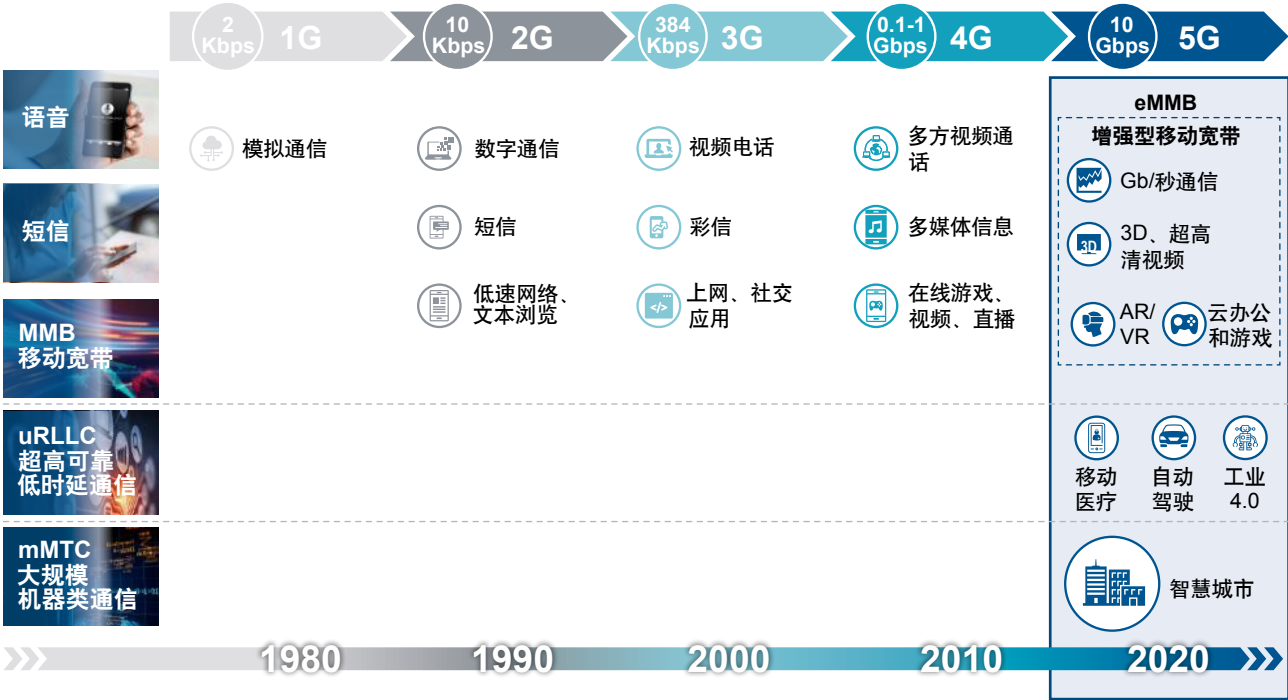 2
Kbps
1G
10
Kbps
2G
384
Kbps
3G
0.1-1
Gbps
4G
10
Gbps
5G
语音
模拟通信
数字通信
视频电话
多方视频通
话
eMMB
增强型移动宽带
Gb/秒通信
短信
短信
彩信
多媒体信息
3D
3D、超高
清视频
MMB
移动宽带
低速网络、
文本浏览
上网、社交
应用
在线游戏、
视频、直播
AR/
VR
云办公
和游戏
uRLLC
超高可靠
低时延通信
移动
医疗
自动
驾驶
工业
4.0
mMTC
大规模
机器类通信
智慧城市
1980
1990
2000
2010
2020